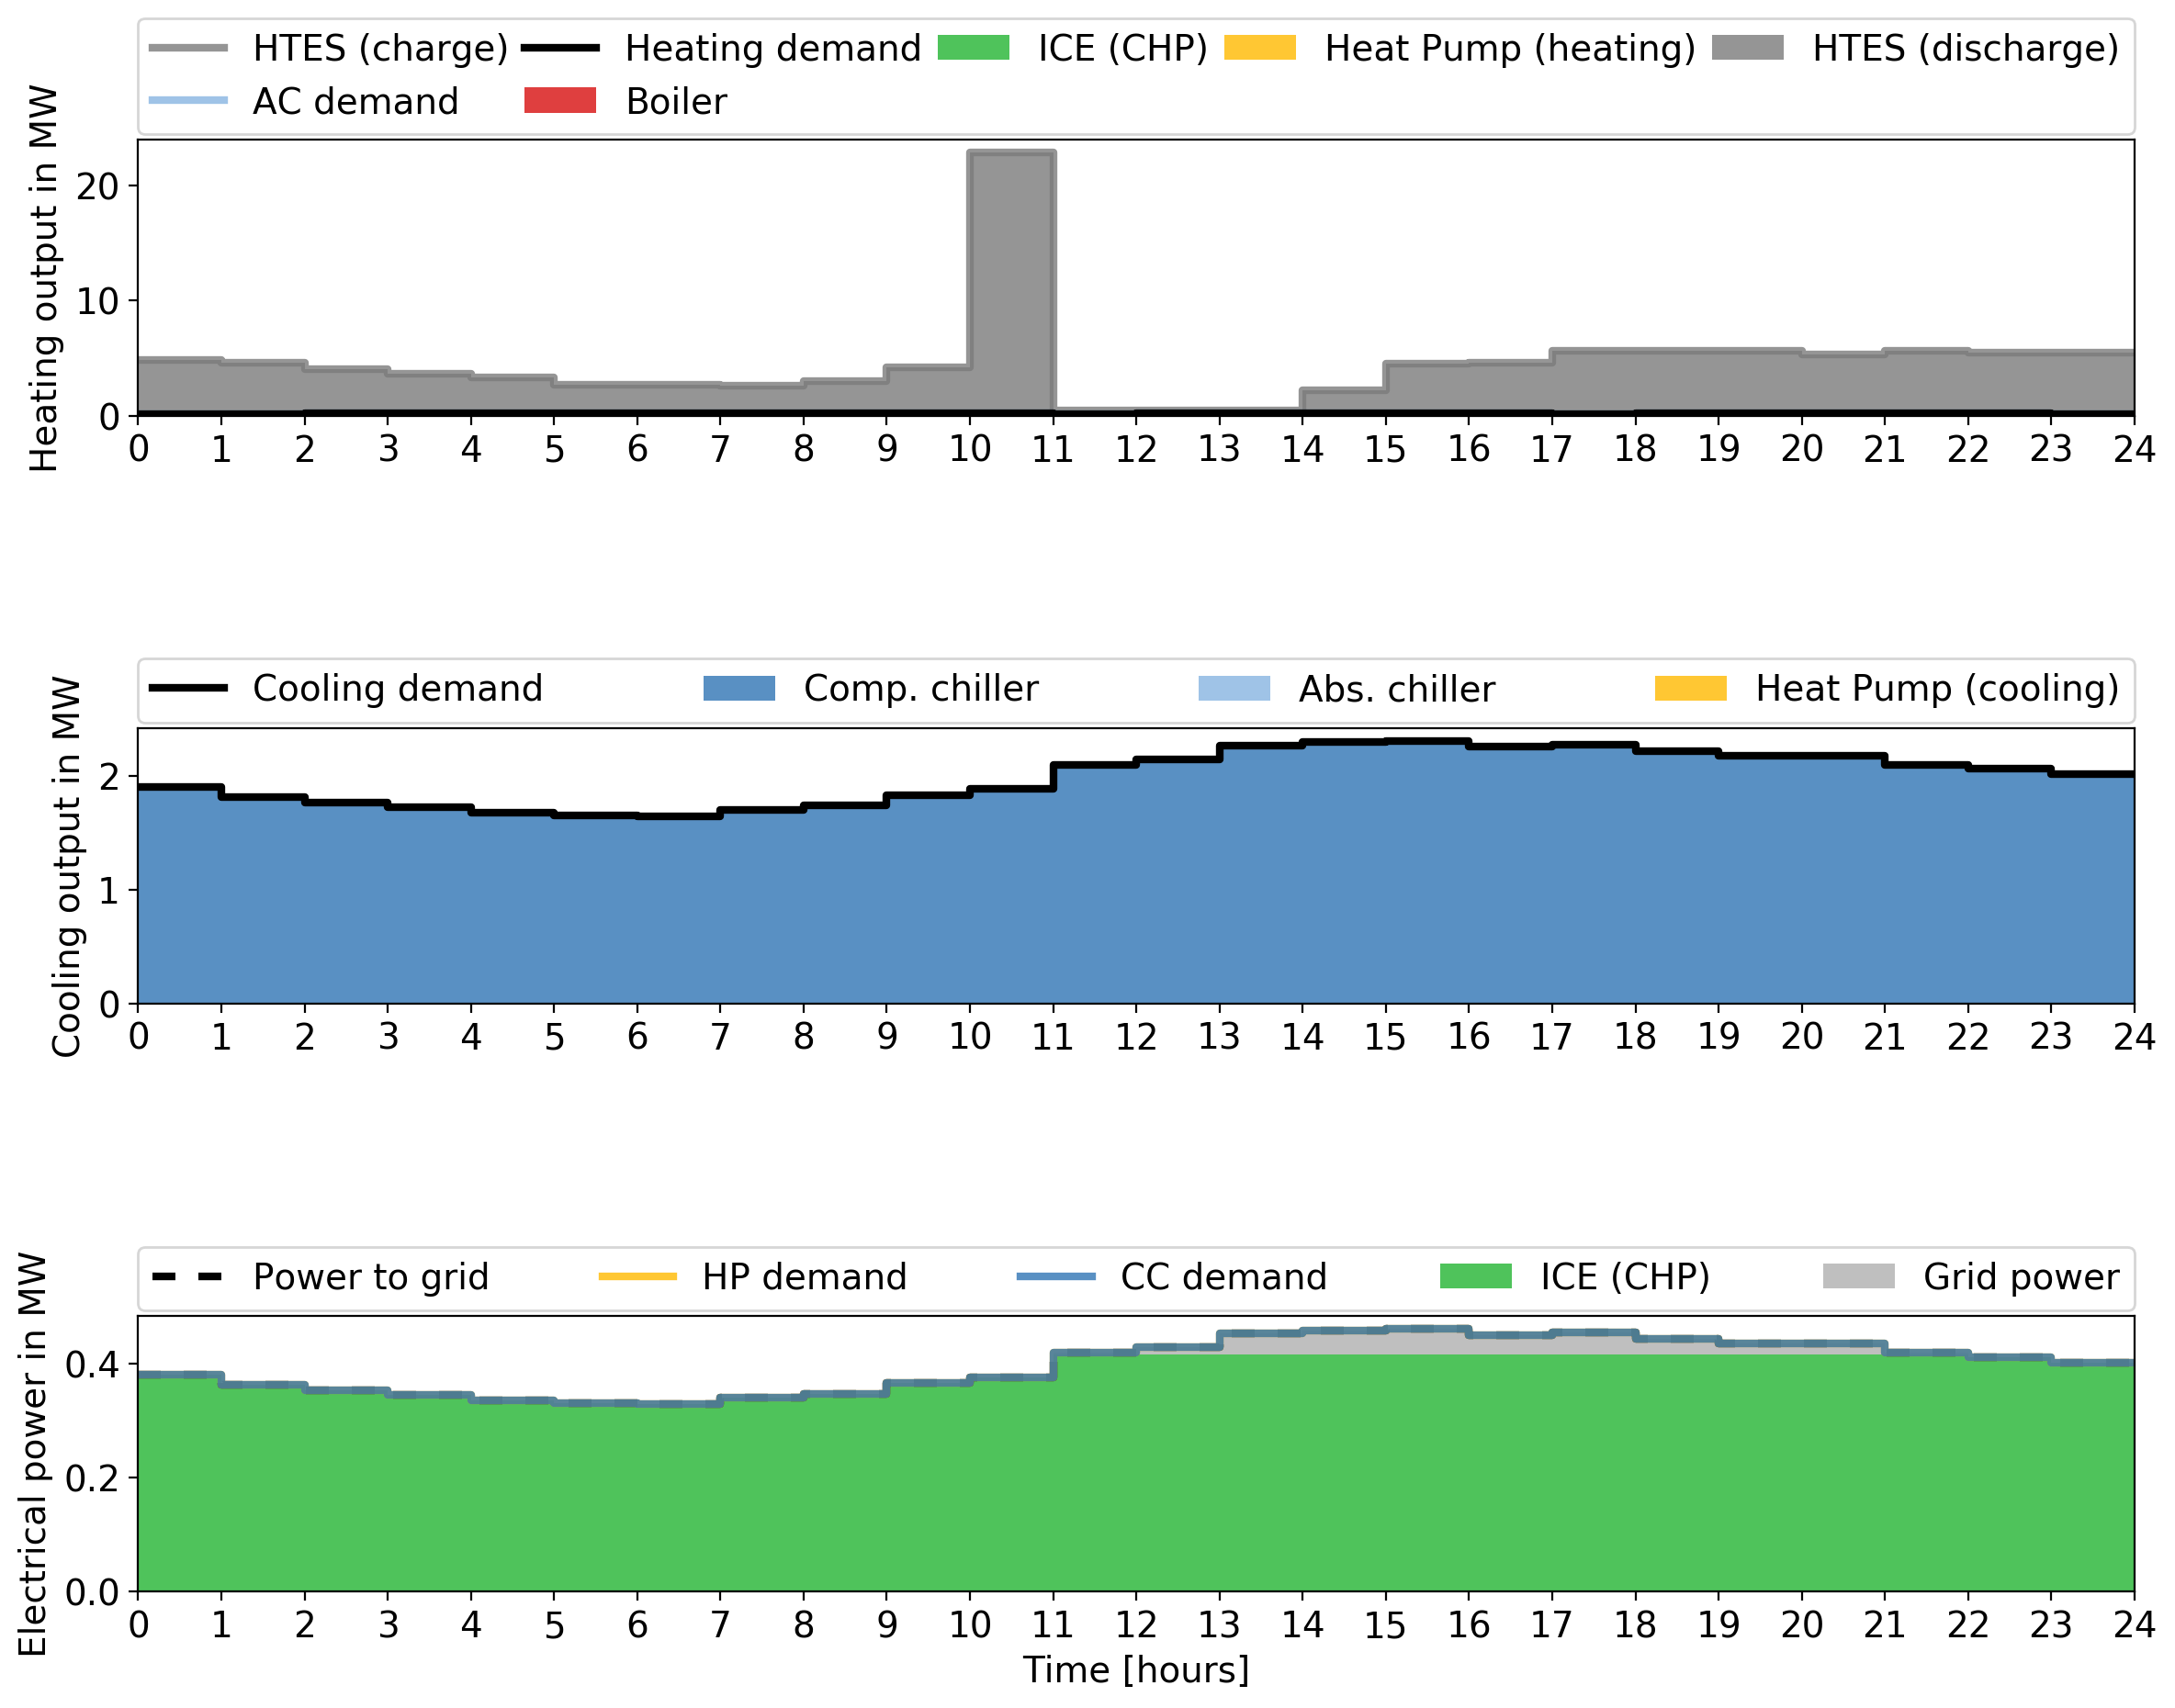 HTES (charge) Heating demand ICE (CHP) Heat Pump (heating) HTES (discharge)
AC demand Boiler
Heating output in MW
20
10
0
0 1 2 3 4 5 6 7 8 9 10 11 12 13 14 15 16 17 18 19 20 21 22 23 24
Cooling demand Comp. chiller Abs. chiller Heat Pump (cooling)
Cooling output in MW
2
1
0
0 1 2 3 4 5 6 7 8 9 10 11 12 13 14 15 16 17 18 19 20 21 22 23 24
Power to grid HP demand CC demand ICE (CHP) Grid power
Electrical power in MW
0.4
0.2
0.0
0 1 2 3 4 5 6 7 8 9 10 11 12 13 14 15 16 17 18 19 20 21 22 23 24
Time [hours]